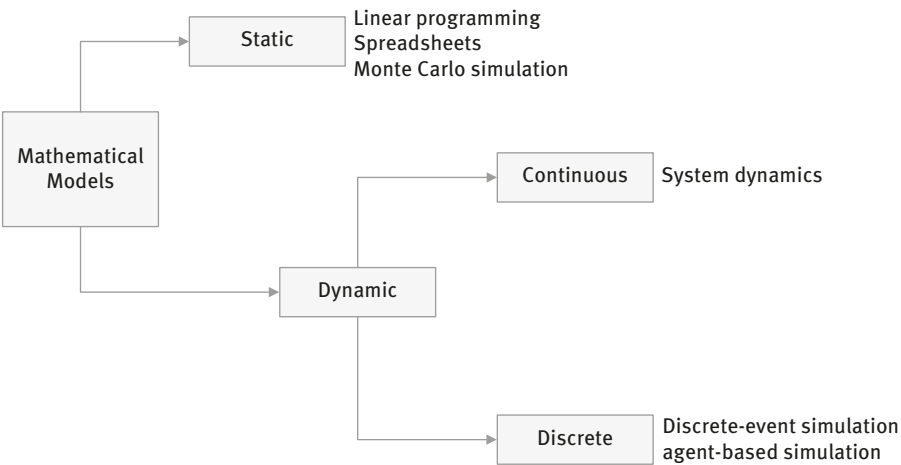 Static
Linear programming
Spreadsheets
Monte Carlo simulation
Mathematical
Models
Continuous
System dynamics
Dynamic
Discrete
Discrete-event simulation
agent-based simulation